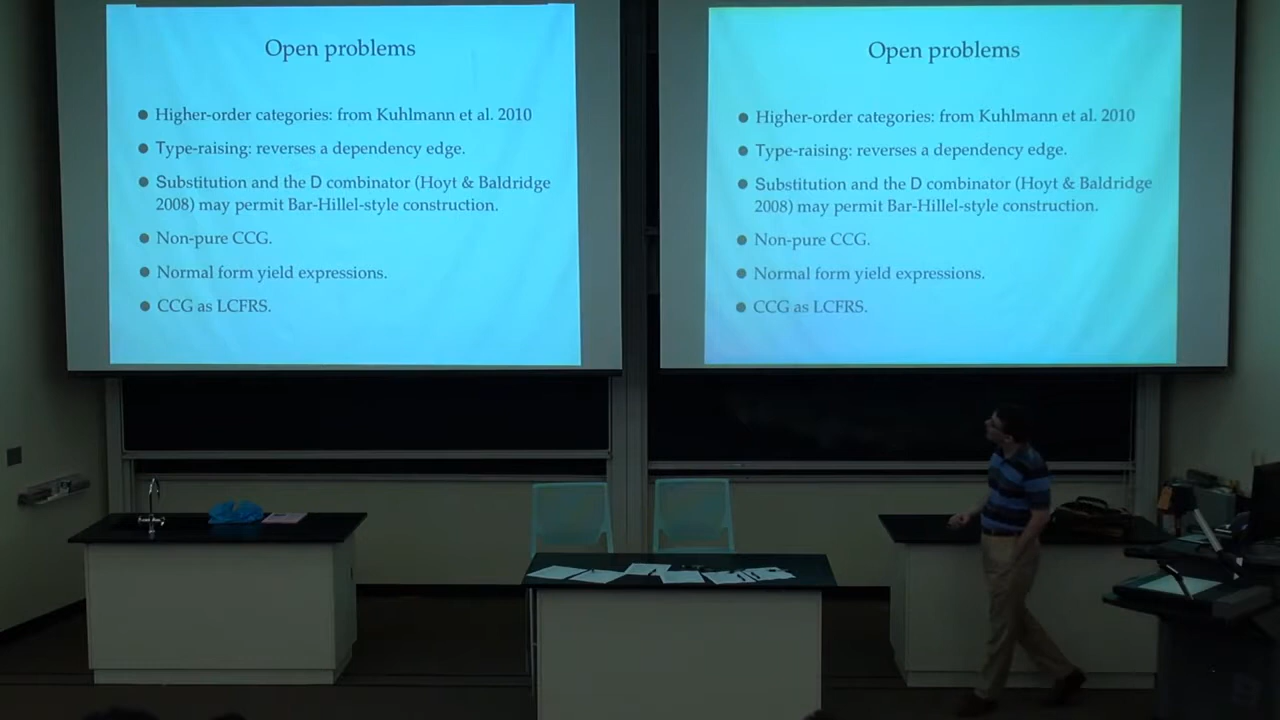 Open problems
● Higher-order categories: from Kuhlmann et al. 2010
● Type-raising: reverses a dependency edge.
● Substitution and the D combinator (Hoyt & Baldridge
2008) may permit Bar-Hillel-style construction.
● Non-pure CCG.
● Normal form yield expressions.
● CCG as LCFRS.
Open problems
● Higher-order categories: from Kuhlmann et al. 2010
● Type-raising: reverses a dependency edge.
● Substitution and the D combinator (Hoyt & Baldridge
2008) may permit Bar-Hillel-style construction.
● Non-pure CCG.
● Normal form yield expressions.
● CCG as LCFRS.